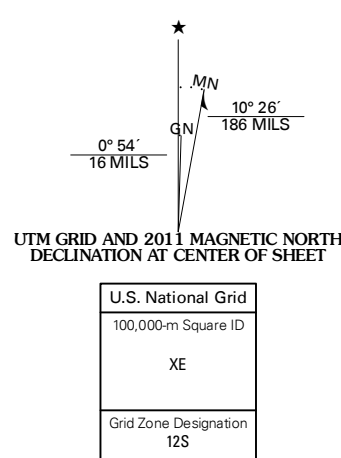 ★
MN
GN
10° 26´
186 MILS
0° 54´
16 MILS
UTM GRID AND 2011 MAGNETIC NORTH
DECLINATION AT CENTER OF SHEET
U.S. National Grid
100,000-m Square ID
XE
Grid Zone Designation
12S